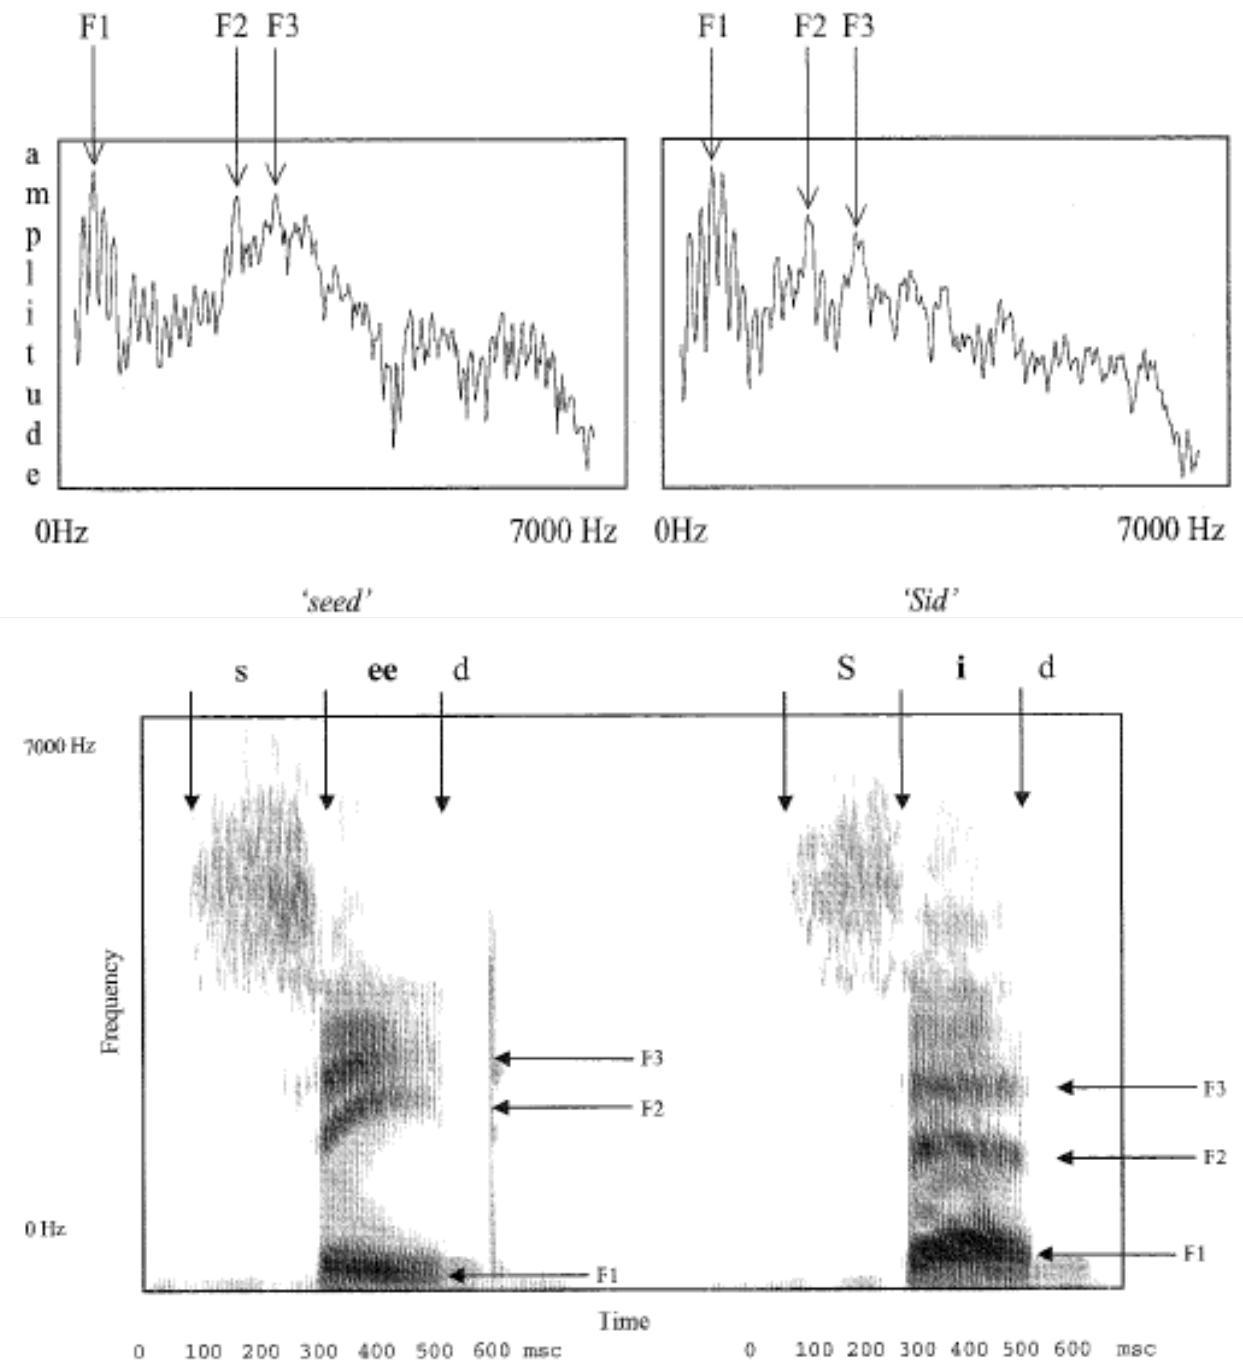 F1 F2 F3 F1 F2 F3
amplitude
0Hz 7000 Hz 0Hz 7000 Hz
‘seed’ ‘Sid’
s ee d S i d
7000 Hz
Frequency
F3
F3
F2
F2
0 Hz
F1
F1
Time
0 100 200 300 400 500 600 msc 0 100 200 300 400 500 600 msc